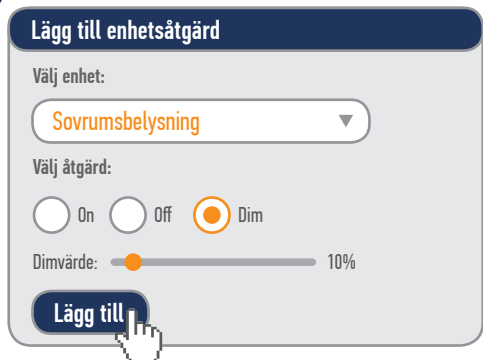 Lägg till enhetsåtgärd
Välj enhet:
Sovrumsbelysning
Välj åtgärd:
On Off Dim
Dimvärde: 10%
Lägg till